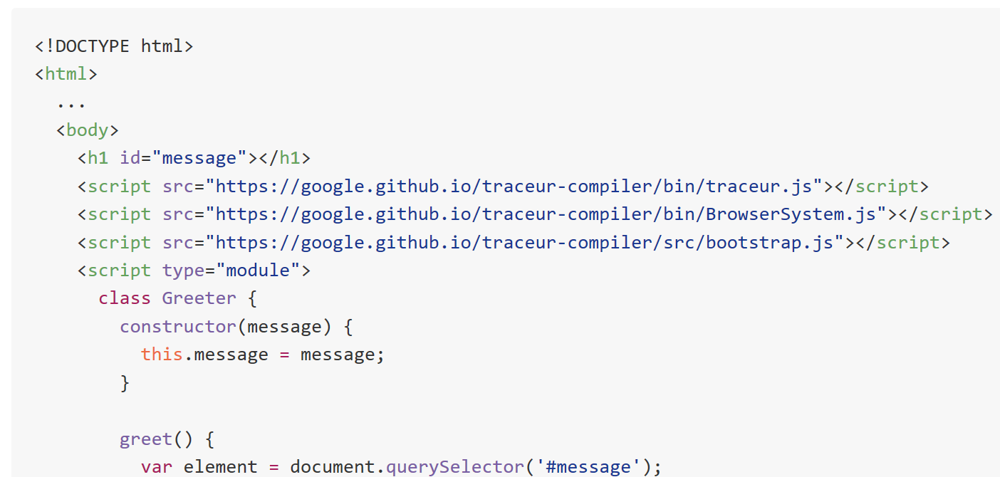 <!DOCTYPE html>
<html>
  ...
  <body>
    <h1 id="message"></h1>
    <script src="https://google.github.io/traceur-compiler/bin/traceur.js"></script>
    <script src="https://google.github.io/traceur-compiler/bin/BrowserSystem.js"></script>
    <script src="https://google.github.io/traceur-compiler/src/bootstrap.js"></script>
    <script type="module">
      class Greeter {
        constructor(message) {
          this.message = message;
        }

        greet() {
          var element = document.querySelector('#message');